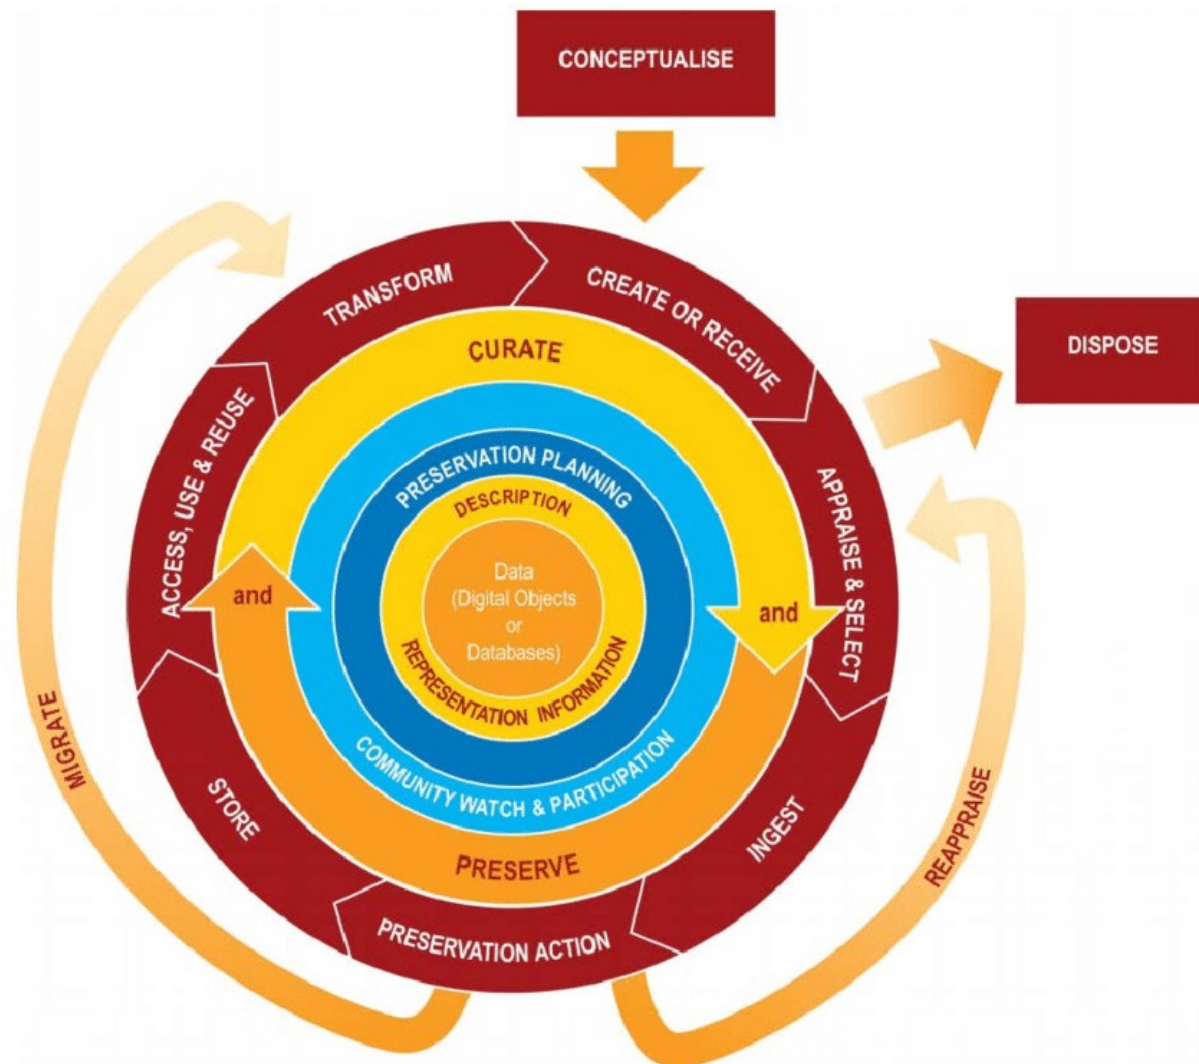 CONCEPTUALISE
TRANSFORM
CREATE OR RECEIVE
DISPOSE
CURATE
ACCESS, USE & REUSE
PRESERVATION PLANNING
APPRAISE & SELECT
DESCRIPTION
Data
(Digital Objects
or
Databases)
and
and
REPRESENTATION INFORMATION
MIGRATE
COMMUNITY WATCH & PARTICIPATION
STORE
INGEST
REAPPRAISE
PRESERVE
PRESERVATION ACTION